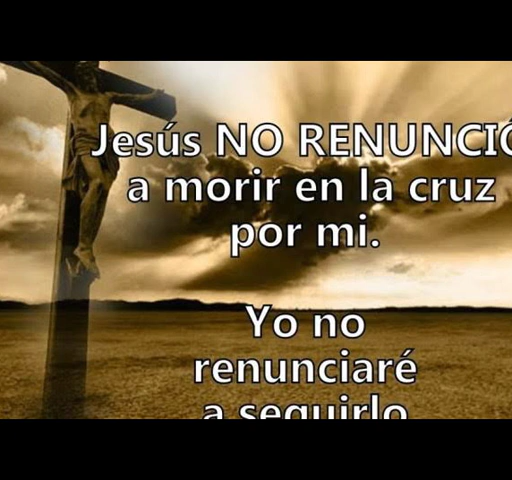 Jesús NO RENUNCIÓ
a morir en la cruz
por mi.
Yo no
renunciaré
a seguirlo